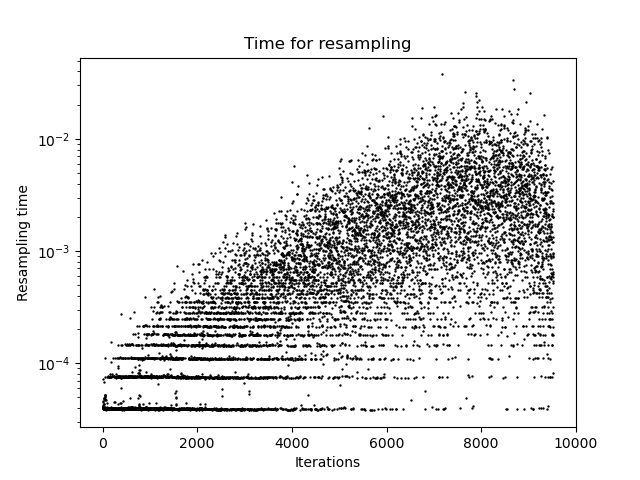 Time for resampling
10⁻²
10⁻³
10⁻⁴
Resampling time
0 2000 4000 6000 8000 10000
Iterations